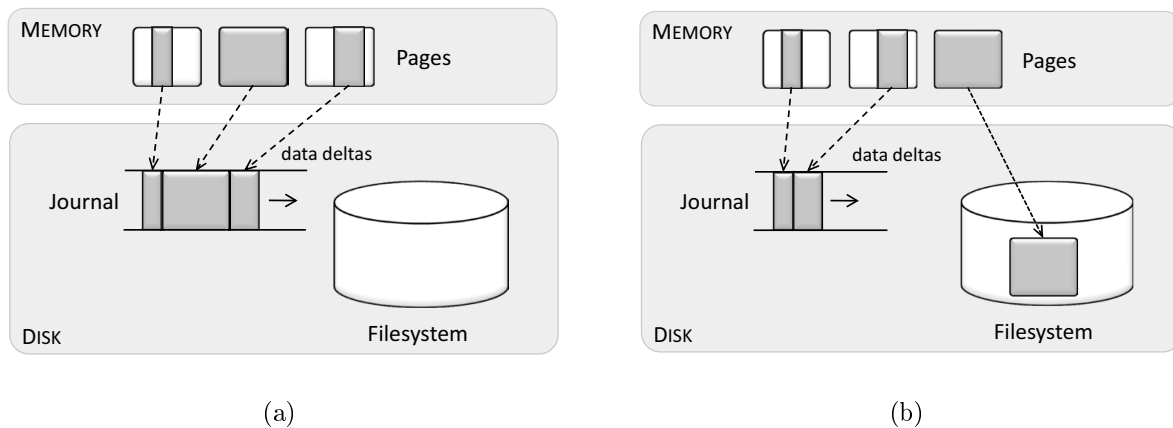 MEMORY
Pages
data deltas
Journal
Filesystem
DISK
(a)
MEMORY
Pages
data deltas
Journal
Filesystem
DISK
(b)